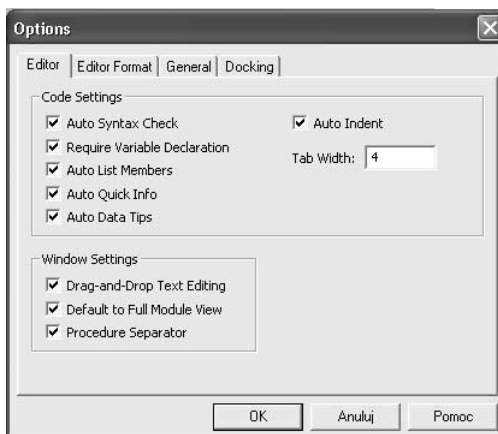 Options
Editor Editor Format General Docking
Code Settings
Auto Syntax Check Auto Indent
Require Variable Declaration Tab Width: 4
Auto List Members
Auto Quick Info
Auto Data Tips
Window Settings
Drag-and-Drop Text Editing
Default to Full Module View
Procedure Separator
OK Anuluj Pomoc